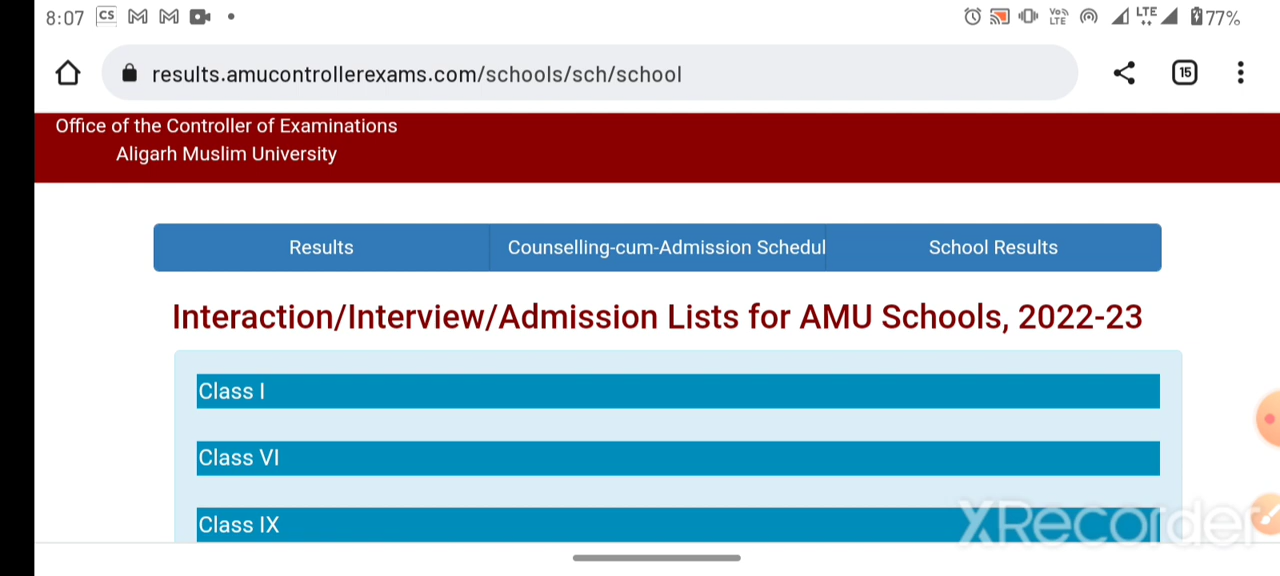 8:07 CS LTE 77%
results.amucontrollerexams.com/schools/sch/school 15
Office of the Controller of Examinations
Aligarh Muslim University
Results Counselling-cum-Admission Schedul School Results
Interaction/Interview/Admission Lists for AMU Schools, 2022-23
Class I
Class VI
Class IX
XRecorder